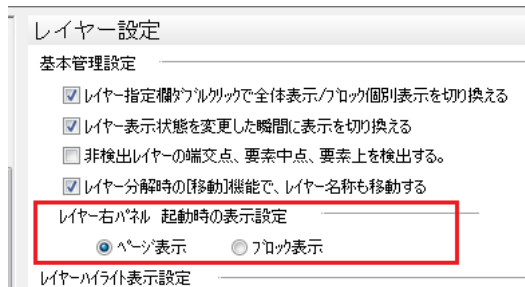 レイヤー設定
基本管理設定
レイヤー指定欄ダブルクリックで全体表示/ブロック個別表示を切り換える
レイヤー表示状態を変更した瞬間に表示を切り換える
非検出レイヤーの端交点、要素中点、要素上を検出する。
レイヤー分解時の[移動]機能で、レイヤー名称も移動する
レイヤー右パネル 起動時の表示設定
ページ表示 ブロック表示
レイヤーハイライト表示設定